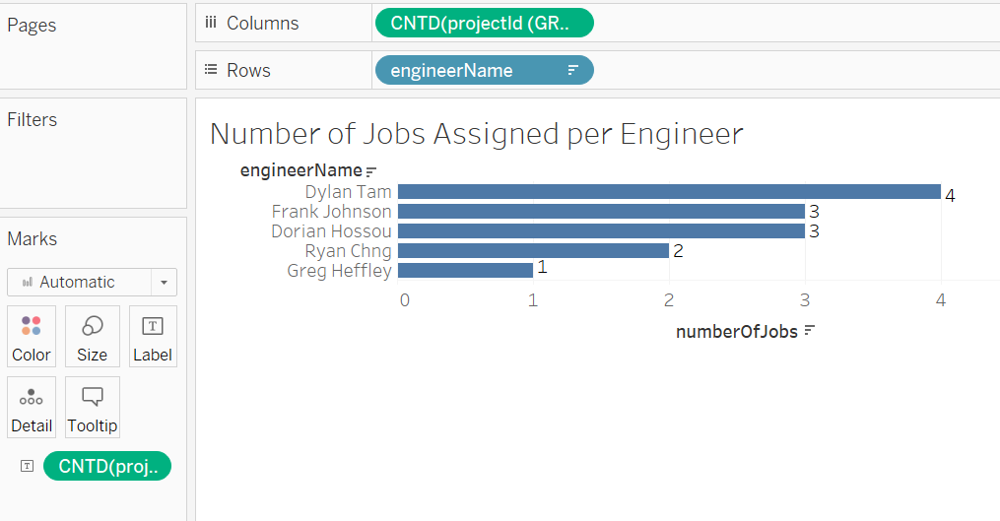 Pages
Columns
CNTD(projectId (GR..
Rows
engineerName
Filters
Number of Jobs Assigned per Engineer
engineerName
Dylan Tam 4
Frank Johnson 3
Dorian Hossou 3
Ryan Chng 2
Greg Heffley 1
0 1 2 3 4
numberOfJobs
Marks
Automatic
Color Size Label
T
Detail Tooltip
T CNTD(proj..